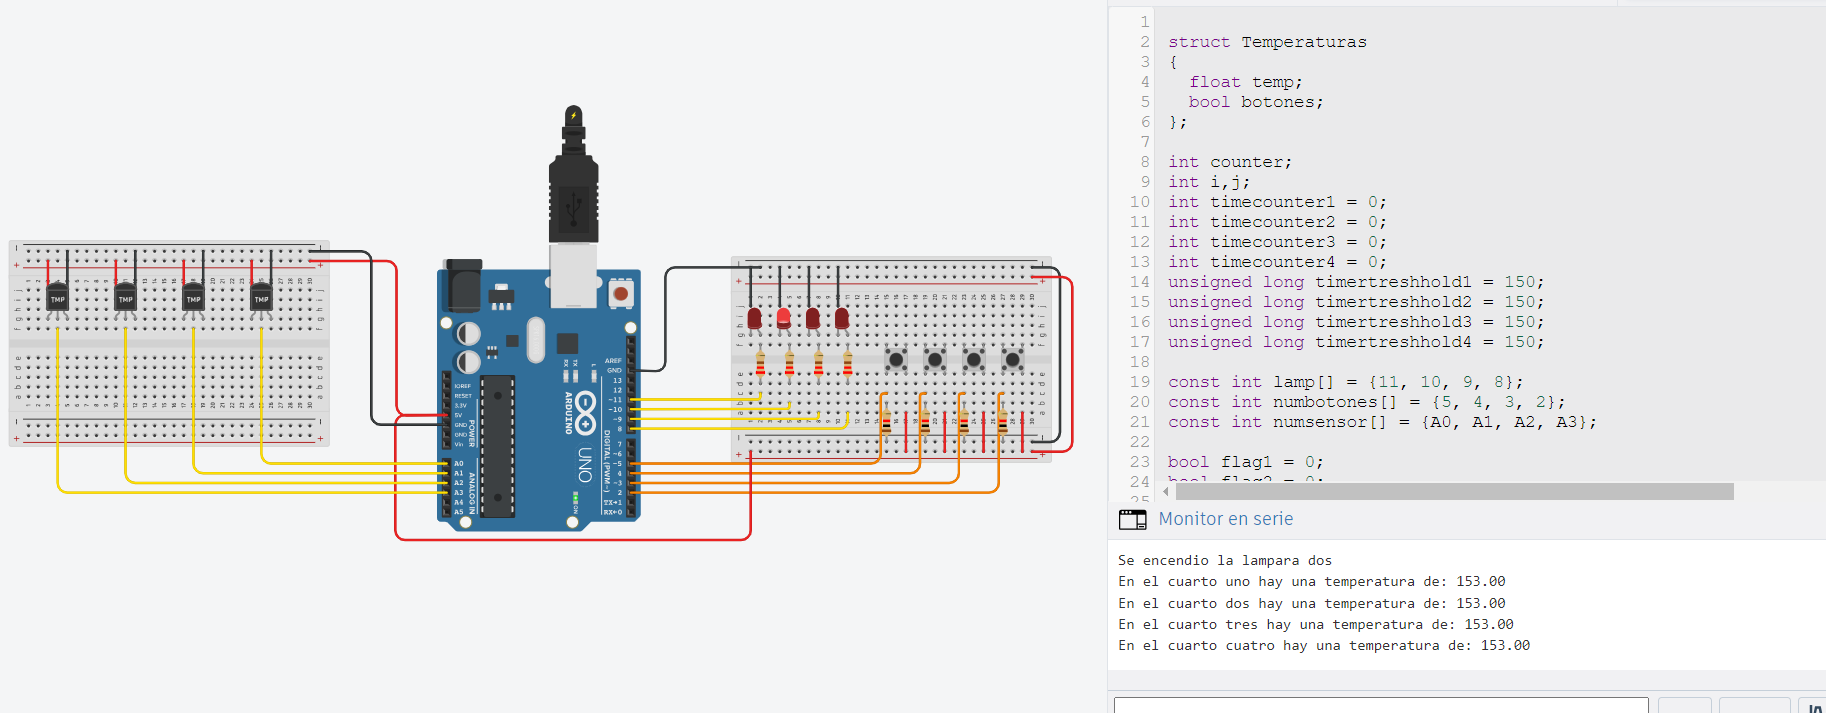 1
2 struct Temperaturas
3 {
4 float temp;
5 bool botones;
6 };
7
8 int counter;
9 int i,j;
10 int timecounter1 = 0;
11 int timecounter2 = 0;
12 int timecounter3 = 0;
13 int timecounter4 = 0;
14 unsigned long timertreshhold1 = 150;
15 unsigned long timertreshhold2 = 150;
16 unsigned long timertreshhold3 = 150;
17 unsigned long timertreshhold4 = 150;
18
19 const int lamp[] = {11, 10, 9, 8};
20 const int numbotones[] = {5, 4, 3, 2};
21 const int numsensor[] = {A0, A1, A2, A3};
22
23 bool flag1 = 0;
24 bool flag2 = 0;
25
Monitor en serie
Se encendio la lampara dos
En el cuarto uno hay una temperatura de: 153.00
En el cuarto dos hay una temperatura de: 153.00
En el cuarto tres hay una temperatura de: 153.00
En el cuarto cuatro hay una temperatura de: 153.00
TMP
TMP
TMP
TMP
IOREF
RESET
3.3V
5V
GND
GND
Vin
POWER
A0
A1
A2
A3
A4
A5
ANALOG IN
ARDUINO
UNO
RX
TX
L
ON
AREF
GND
13
12
~11
~10
~9
8
7
~6
~5
4
~3
2
TX→1
RX←0
DIGITAL (PWM~)